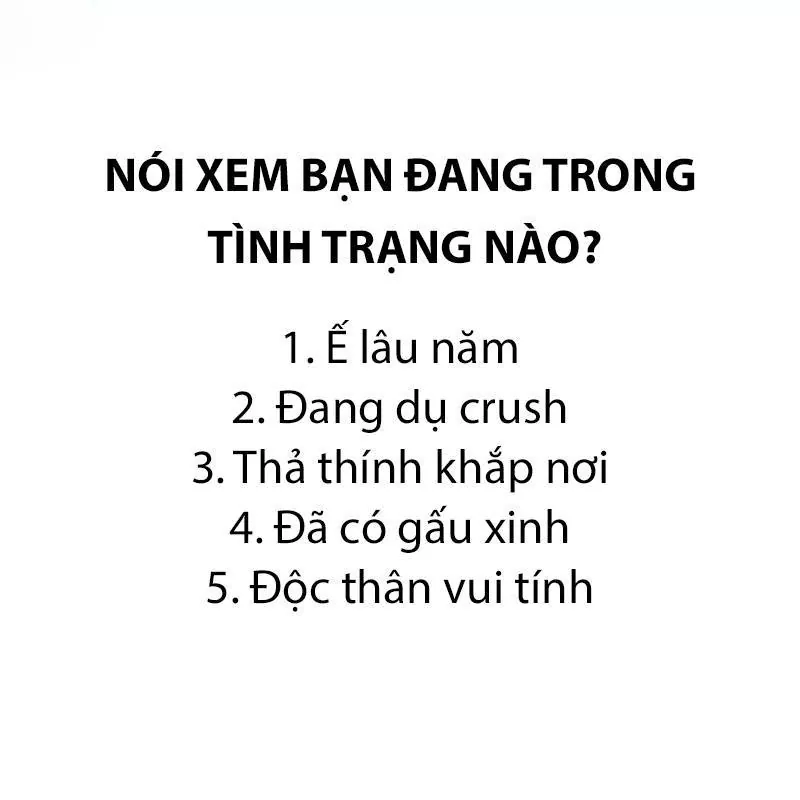 NÓI XEM BẠN ĐANG TRONG
TÌNH TRẠNG NÀO?
1. Ế lâu năm
2. Đang dụ crush
3. Thả thính khắp nơi
4. Đã có gấu xinh
5. Độc thân vui tính